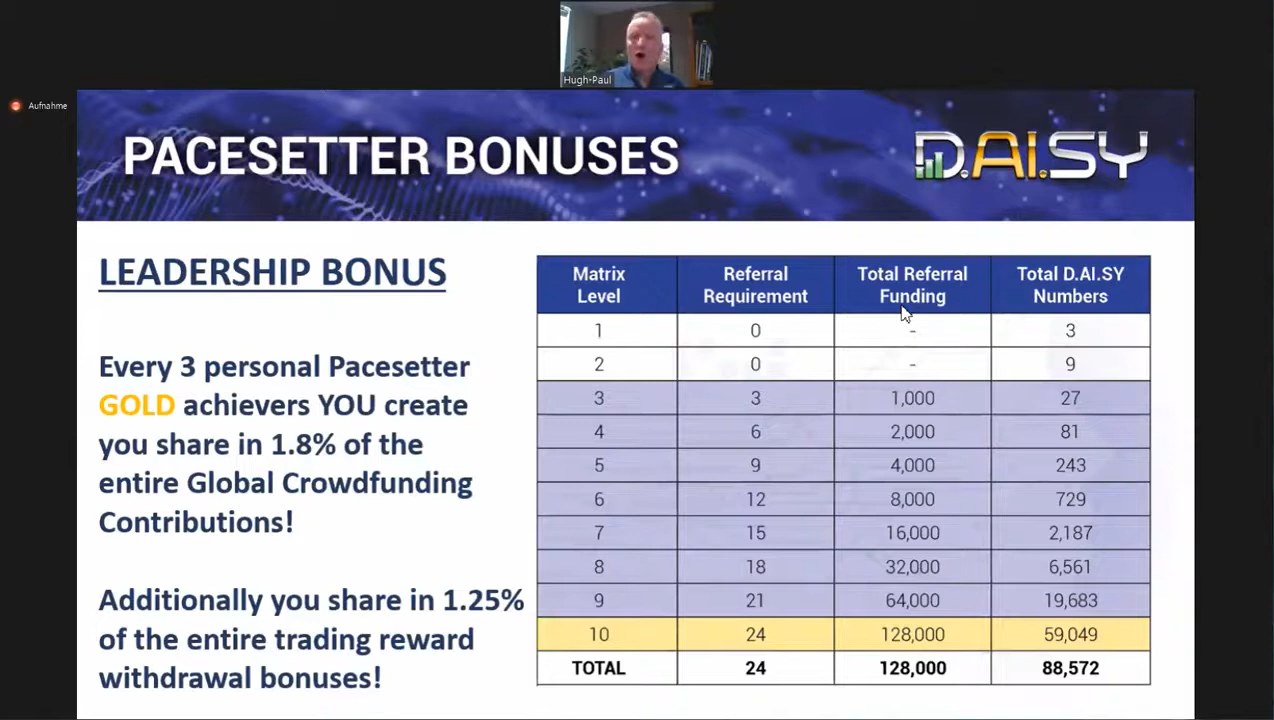 Hugh-Paul
Aufnahme
PACESETTER BONUSES
D.AI.SY
LEADERSHIP BONUS
Every 3 personal Pacesetter
GOLD achievers YOU create
you share in 1.8% of the
entire Global Crowdfunding
Contributions!
Additionally you share in 1.25%
of the entire trading reward
withdrawal bonuses!
Matrix Level Referral Requirement Total Referral Funding Total D.AI.SY Numbers
1 0 - 3
2 0 - 9
3 3 1,000 27
4 6 2,000 81
5 9 4,000 243
6 12 8,000 729
7 15 16,000 2,187
8 18 32,000 6,561
9 21 64,000 19,683
10 24 128,000 59,049
TOTAL 24 128,000 88,572